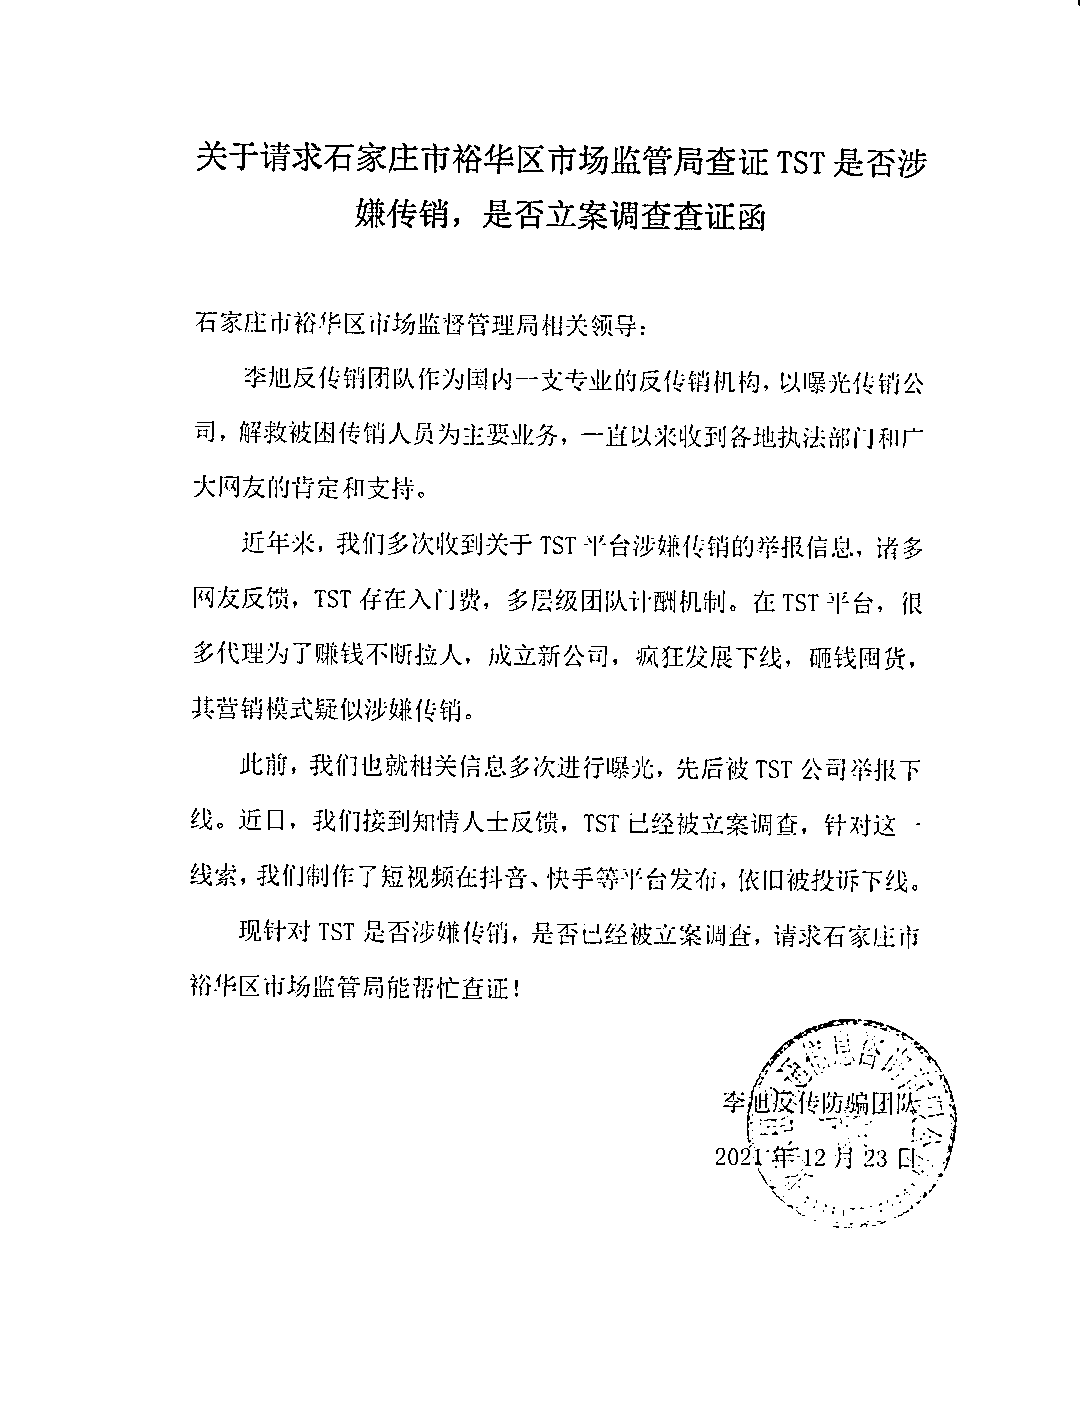 关于请求石家庄市裕华区市场监管局查证 TST 是否涉
嫌传销，是否立案调查查证函
石家庄市裕华区市场监督管理局相关领导：
李旭反传销团队作为国内一支专业的反传销机构，以曝光传销公
司，解救被困传销人员为主要业务，一直以来收到各地执法部门和广
大网友的肯定和支持。
近年来，我们多次收到关于 TST 平台涉嫌传销的举报信息，诸多
网友反馈，TST 存在入门费，多层级团队计酬机制。在 TST 平台，很
多代理为了赚钱不断拉人，成立新公司，疯狂发展下线，砸钱囤货，
其营销模式疑似涉嫌传销。
此前，我们也就相关信息多次进行曝光，先后被 TST 公司举报下
线。近日，我们接到知情人士反馈，TST 已经被立案调查，针对这一
线索，我们制作了短视频在抖音、快手等平台发布，依旧被投诉下线。
现针对 TST 是否涉嫌传销，是否已经被立案调查，请求石家庄市
裕华区市场监管局能帮忙查证！
信息咨询有限公
李旭反传防骗团队
2021 年 12 月 23 日